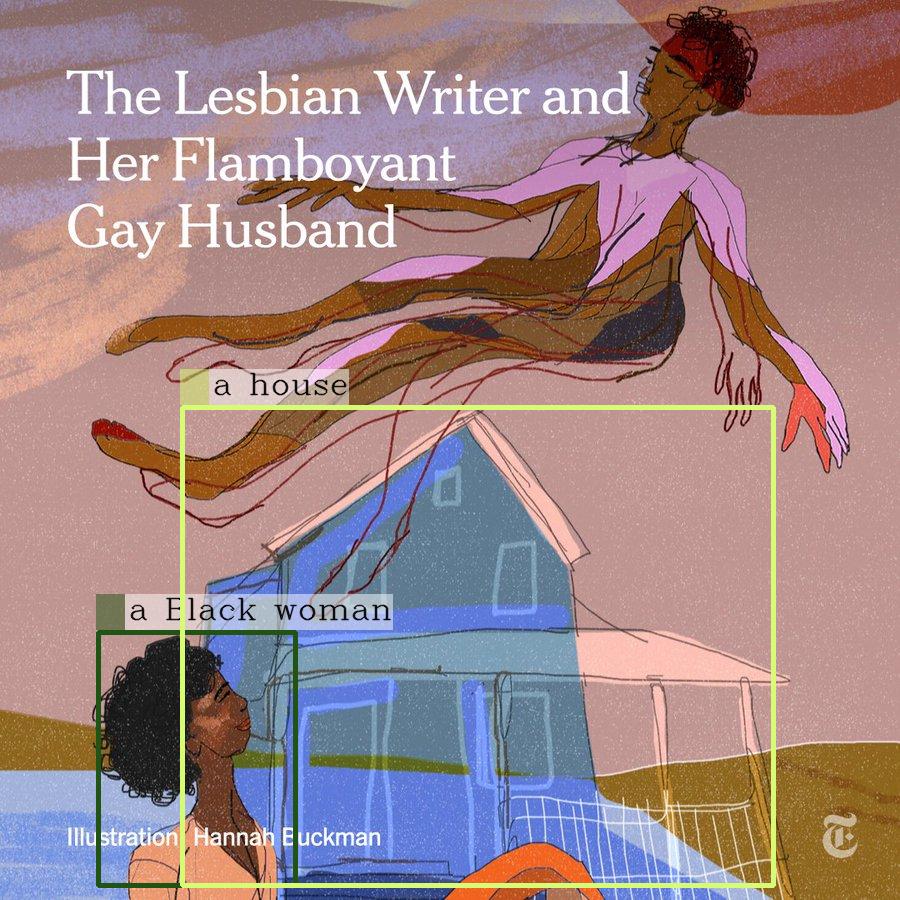 The Lesbian Writer and
Her Flamboyant
Gay Husband
a house
a Black woman
Illustration Hannah Buckman
T